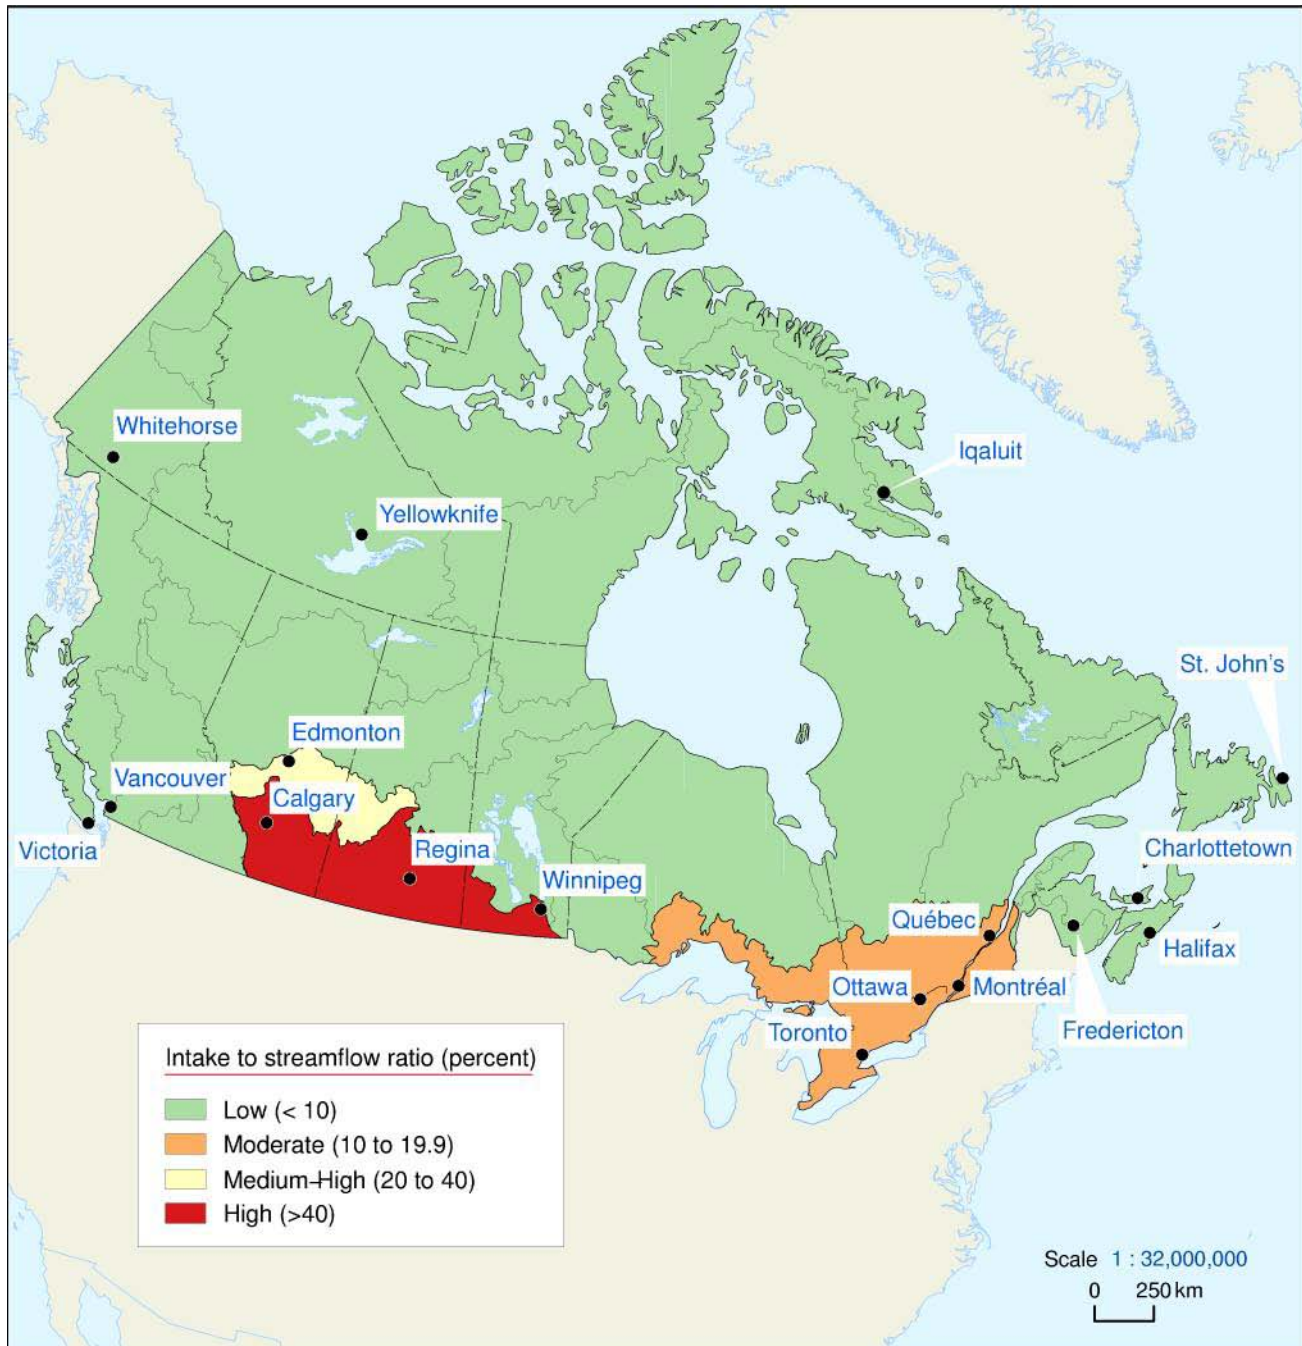 Whitehorse
Iqaluit
Yellowknife
St. John's
Edmonton
Vancouver
Calgary
Victoria
Regina
Charlottetown
Winnipeg
Québec
Halifax
Ottawa
Montréal
Toronto
Fredericton
Intake to streamflow ratio (percent)
Low (< 10)
Moderate (10 to 19.9)
Medium–High (20 to 40)
High (>40)
Scale 1 : 32,000,000
0 250 km